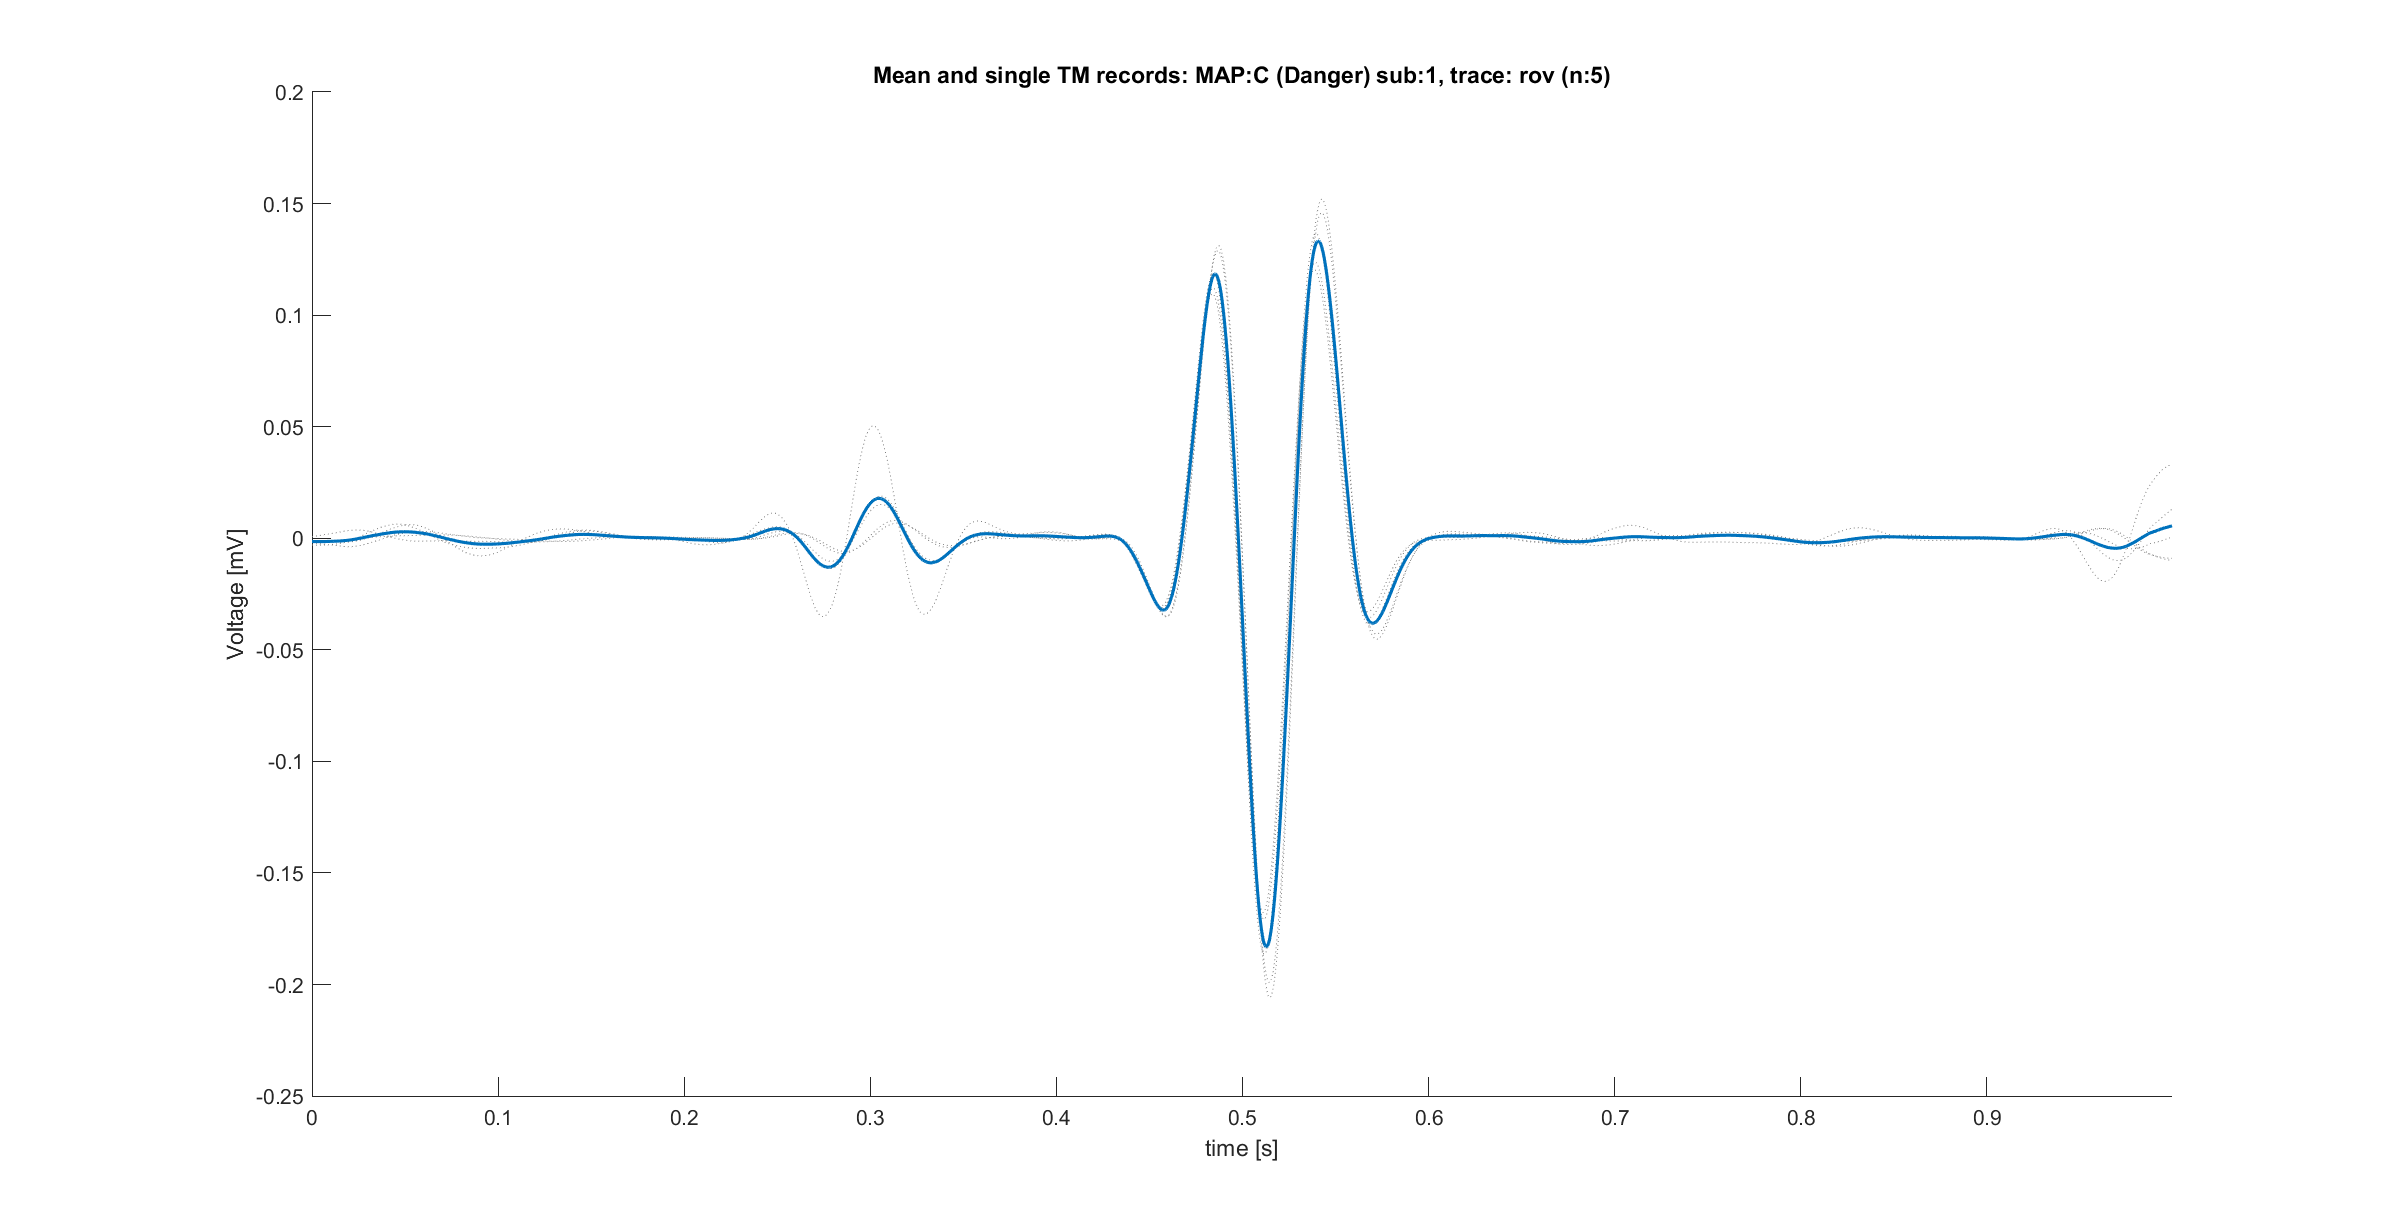 Mean and single TM records: MAP:C (Danger) sub:1, trace: rov (n:5)
0.2
0.15
0.1
0.05
0
-0.05
-0.1
-0.15
-0.2
-0.25
Voltage [mV]
0 0.1 0.2 0.3 0.4 0.5 0.6 0.7 0.8 0.9
time [s]